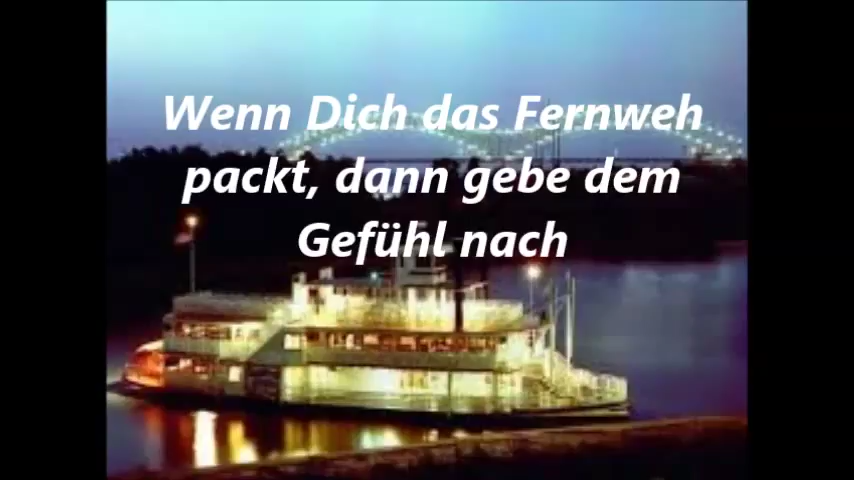 Wenn Dich das Fernweh
packt, dann gebe dem
Gefühl nach